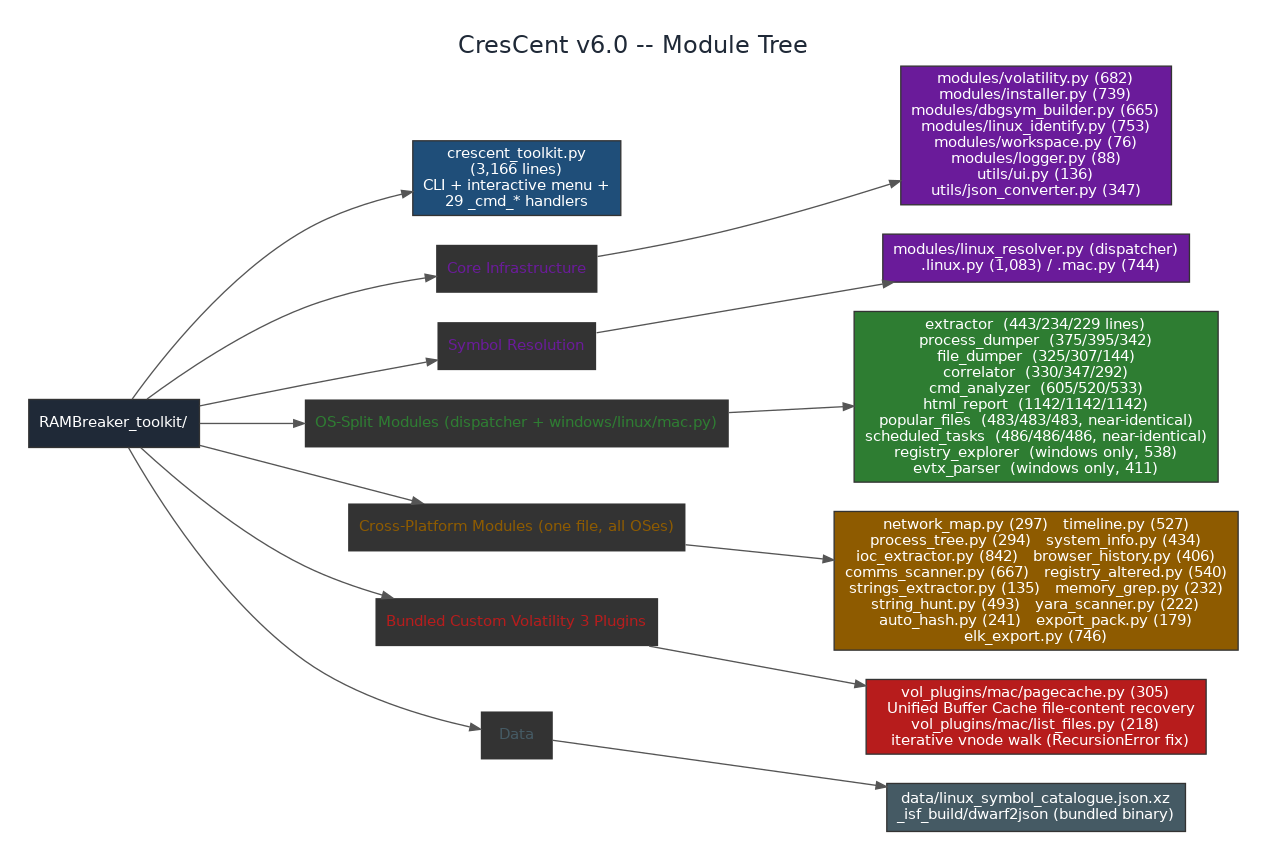 CresCent v6.0 -- Module Tree
RAMBreaker_toolkit/
crescent_toolkit.py
(3,166 lines)
CLI + interactive menu +
29 _cmd_* handlers
Core Infrastructure
modules/volatility.py (682)
modules/installer.py (739)
modules/dbgsym_builder.py (665)
modules/linux_identify.py (753)
modules/workspace.py (76)
modules/logger.py (88)
utils/ui.py (136)
utils/json_converter.py (347)
Symbol Resolution
modules/linux_resolver.py (dispatcher)
.linux.py (1,083) / .mac.py (744)
OS-Split Modules (dispatcher + windows/linux/mac.py)
extractor (443/234/229 lines)
process_dumper (375/395/342)
file_dumper (325/307/144)
correlator (330/347/292)
cmd_analyzer (605/520/533)
html_report (1142/1142/1142)
popular_files (483/483/483, near-identical)
scheduled_tasks (486/486/486, near-identical)
registry_explorer (windows only, 538)
evtx_parser (windows only, 411)
Cross-Platform Modules (one file, all OSes)
network_map.py (297) timeline.py (527)
process_tree.py (294) system_info.py (434)
ioc_extractor.py (842) browser_history.py (406)
comms_scanner.py (667) registry_altered.py (540)
strings_extractor.py (135) memory_grep.py (232)
string_hunt.py (493) yara_scanner.py (222)
auto_hash.py (241) export_pack.py (179)
elk_export.py (746)
Bundled Custom Volatility 3 Plugins
vol_plugins/mac/pagecache.py (305)
Unified Buffer Cache file-content recovery
vol_plugins/mac/list_files.py (218)
iterative vnode walk (RecursionError fix)
Data
data/linux_symbol_catalogue.json.xz
_isf_build/dwarf2json (bundled binary)